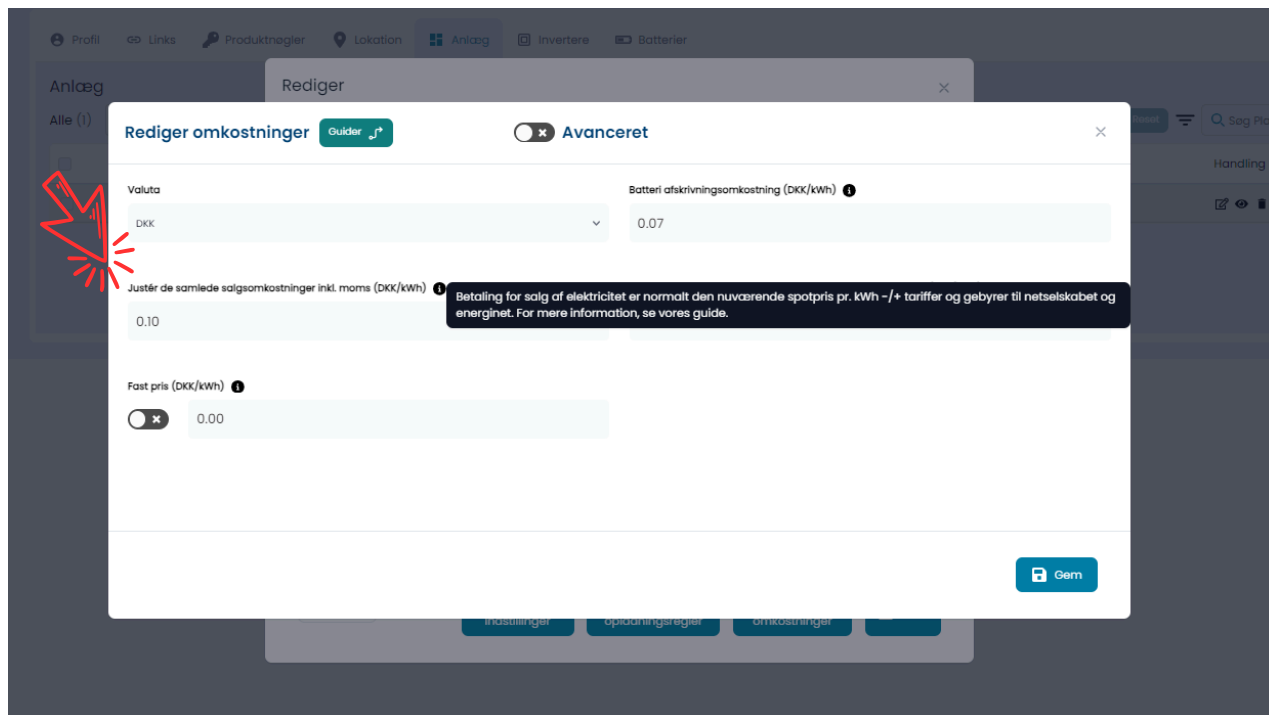 Profil Links Produktnøgler Lokation Anlæg Invertere Batterier
Anlæg
Rediger
Alle (1)
Reset
Søg
Rediger omkostninger Guider Avanceret
Handling
Valuta
Batteri afskrivningsomkostning (DKK/kWh)
DKK
0.07
Justér de samlede salgsomkostninger inkl. moms (DKK/kWh)
Betaling for salg af elektricitet er normalt den nuværende spotpris pr. kWh -/+ tariffer og gebyrer til netselskabet og
energinet. For mere information, se vores guide.
0.10
Fast pris (DKK/kWh)
0.00
Gem
indstillinger opladningsregler omkostninger